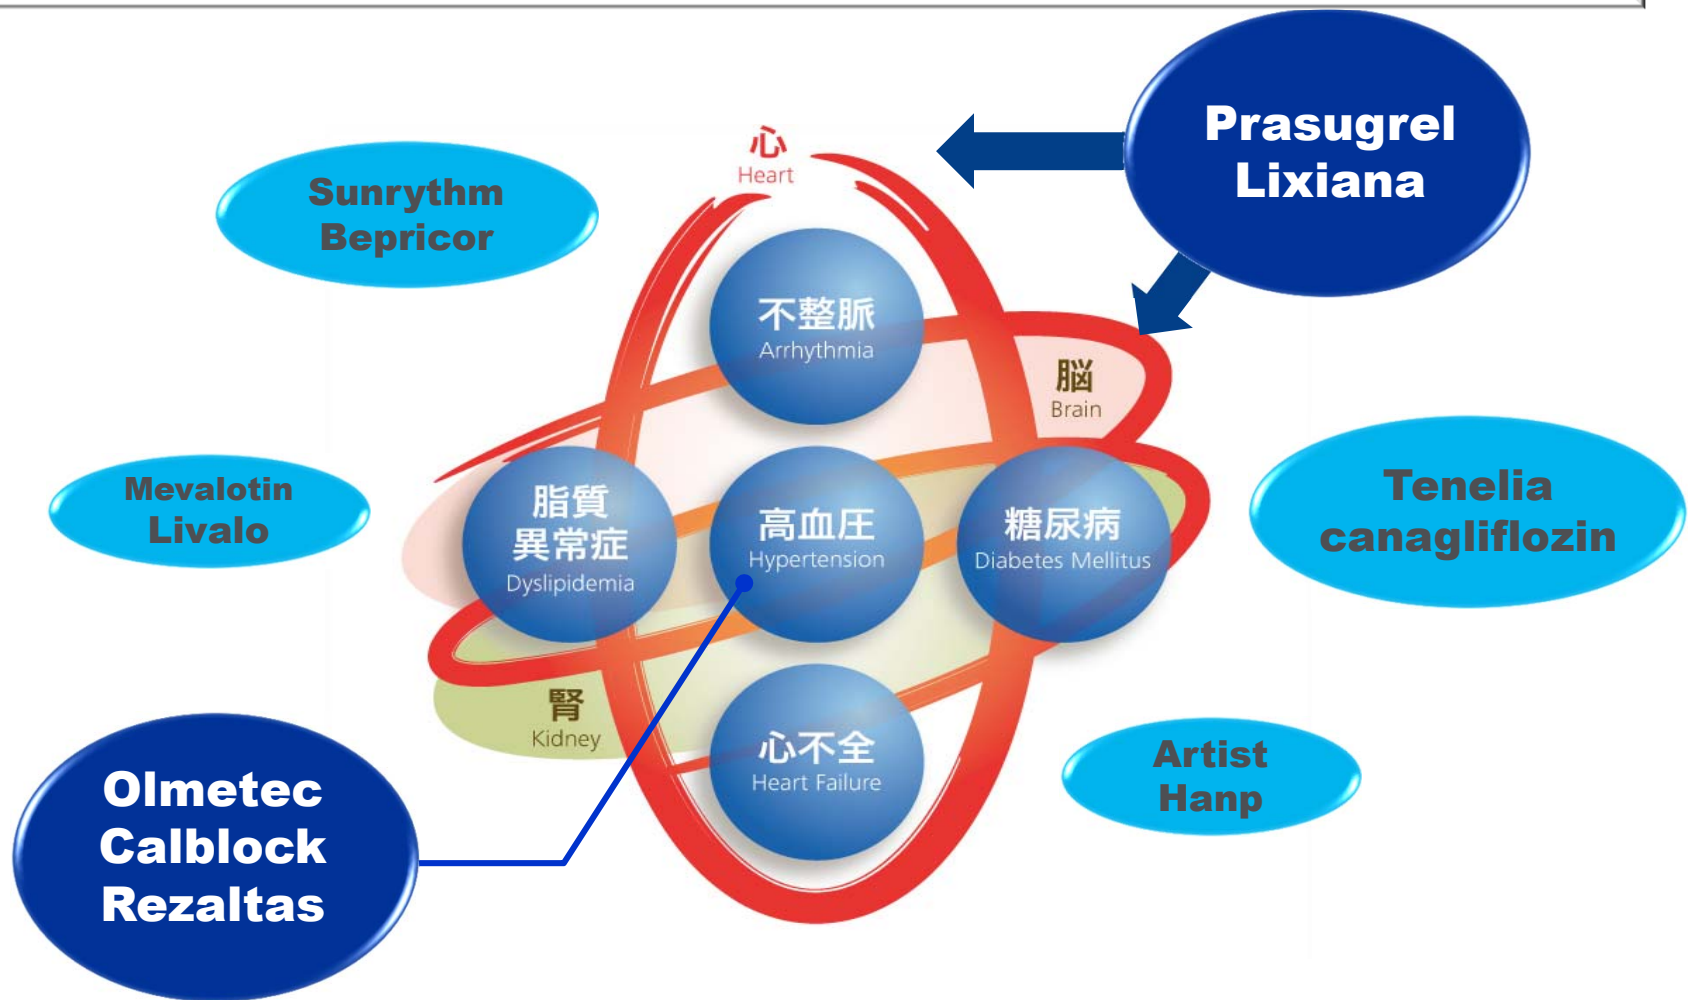 Prasugrel
Lixiana
心
Heart
Sunrythm
Bepricor
不整脈
Arrhythmia
脳
Brain
Mevalotin
Livalo
脂質
異常症
Dyslipidemia
高血圧
Hypertension
糖尿病
Diabetes Mellitus
Tenelia
canagliflozin
腎
Kidney
心不全
Heart Failure
Artist
Hanp
Olmetec
Calblock
Rezaltas